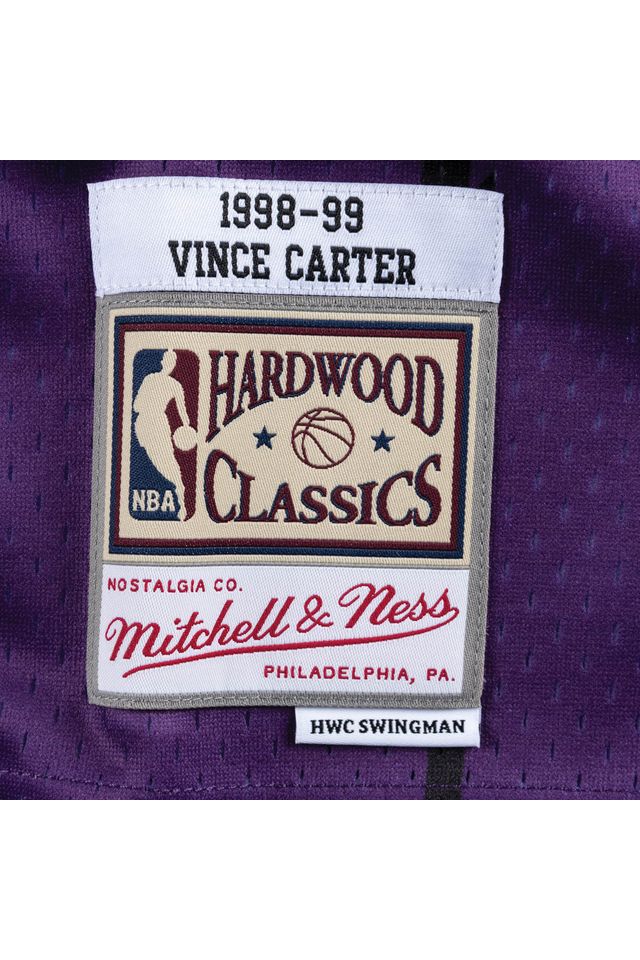 1998-99
VINCE CARTER
HARDWOOD
CLASSICS
NBA
NOSTALGIA CO.
Mitchell & Ness
PHILADELPHIA, PA.
HWC SWINGMAN